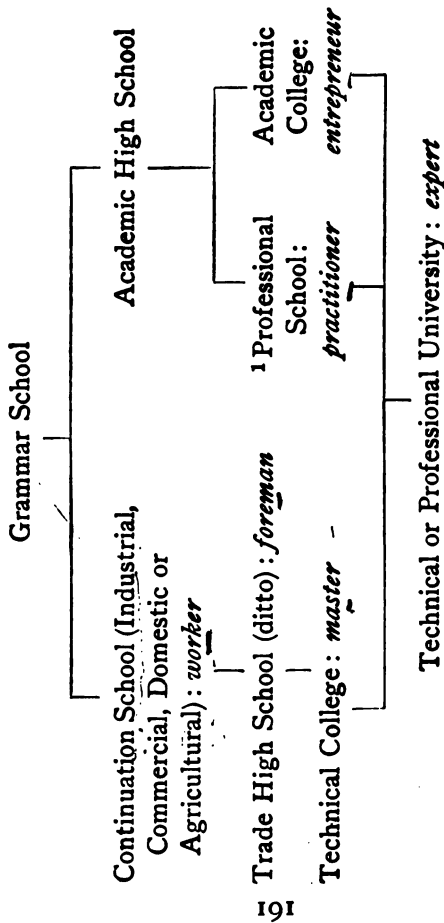 Grammar School
Continuation School (Industrial,
Commercial, Domestic or
Agricultural) : worker
Trade High School (ditto) : foreman
Technical College : master
Academic High School
¹ Professional
School :
practitioner
Academic
College :
entrepreneur
Technical or Professional University : expert
161